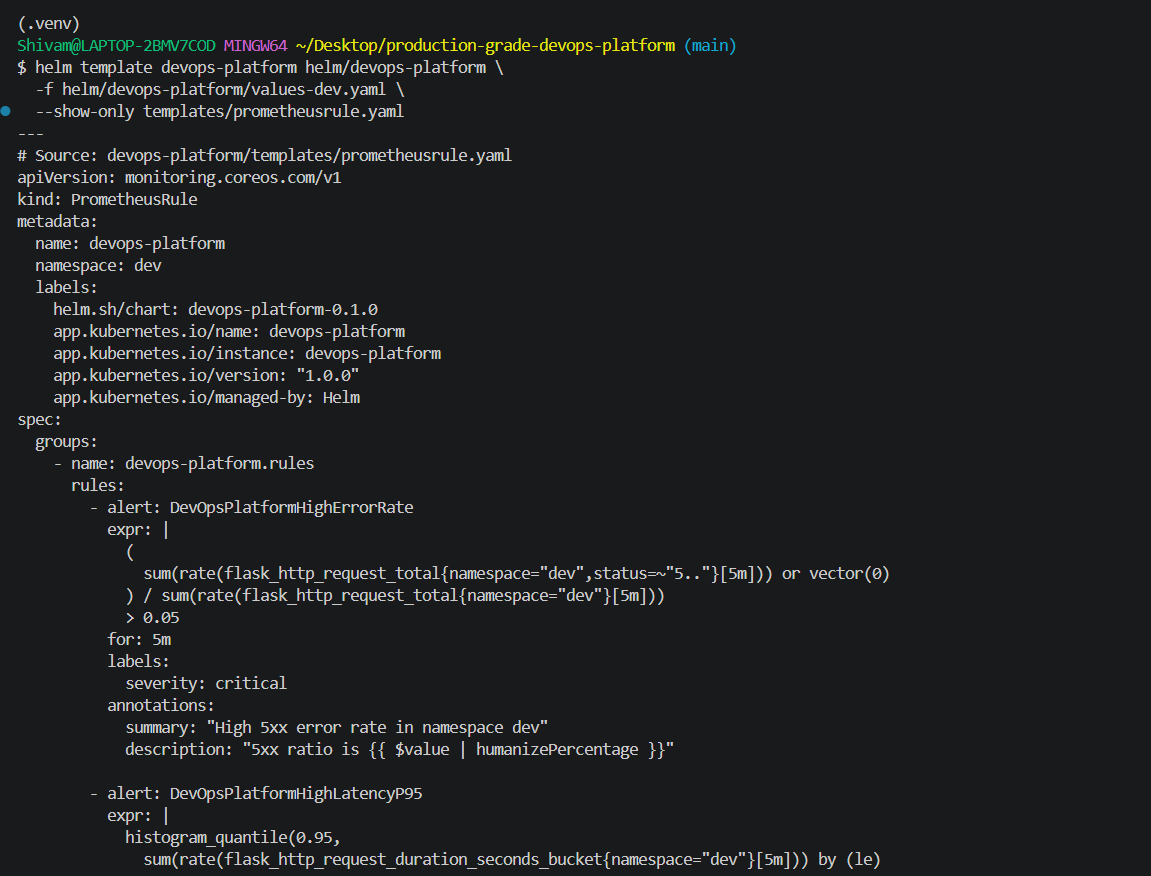 (.venv)
Shivam@LAPTOP-2BMV7COD MINGW64 ~/Desktop/production-grade-devops-platform (main)
$ helm template devops-platform helm/devops-platform \
  -f helm/devops-platform/values-dev.yaml \
  --show-only templates/prometheusrule.yaml
---
# Source: devops-platform/templates/prometheusrule.yaml
apiVersion: monitoring.coreos.com/v1
kind: PrometheusRule
metadata:
  name: devops-platform
  namespace: dev
  labels:
    helm.sh/chart: devops-platform-0.1.0
    app.kubernetes.io/name: devops-platform
    app.kubernetes.io/instance: devops-platform
    app.kubernetes.io/version: "1.0.0"
    app.kubernetes.io/managed-by: Helm
spec:
  groups:
    - name: devops-platform.rules
      rules:
        - alert: DevOpsPlatformHighErrorRate
          expr: |
            (
              sum(rate(flask_http_request_total{namespace="dev",status=~"5.."}[5m])) or vector(0)
            ) / sum(rate(flask_http_request_total{namespace="dev"}[5m]))
            > 0.05
          for: 5m
          labels:
            severity: critical
          annotations:
            summary: "High 5xx error rate in namespace dev"
            description: "5xx ratio is {{ $value | humanizePercentage }}"

        - alert: DevOpsPlatformHighLatencyP95
          expr: |
            histogram_quantile(0.95,
              sum(rate(flask_http_request_duration_seconds_bucket{namespace="dev"}[5m])) by (le)